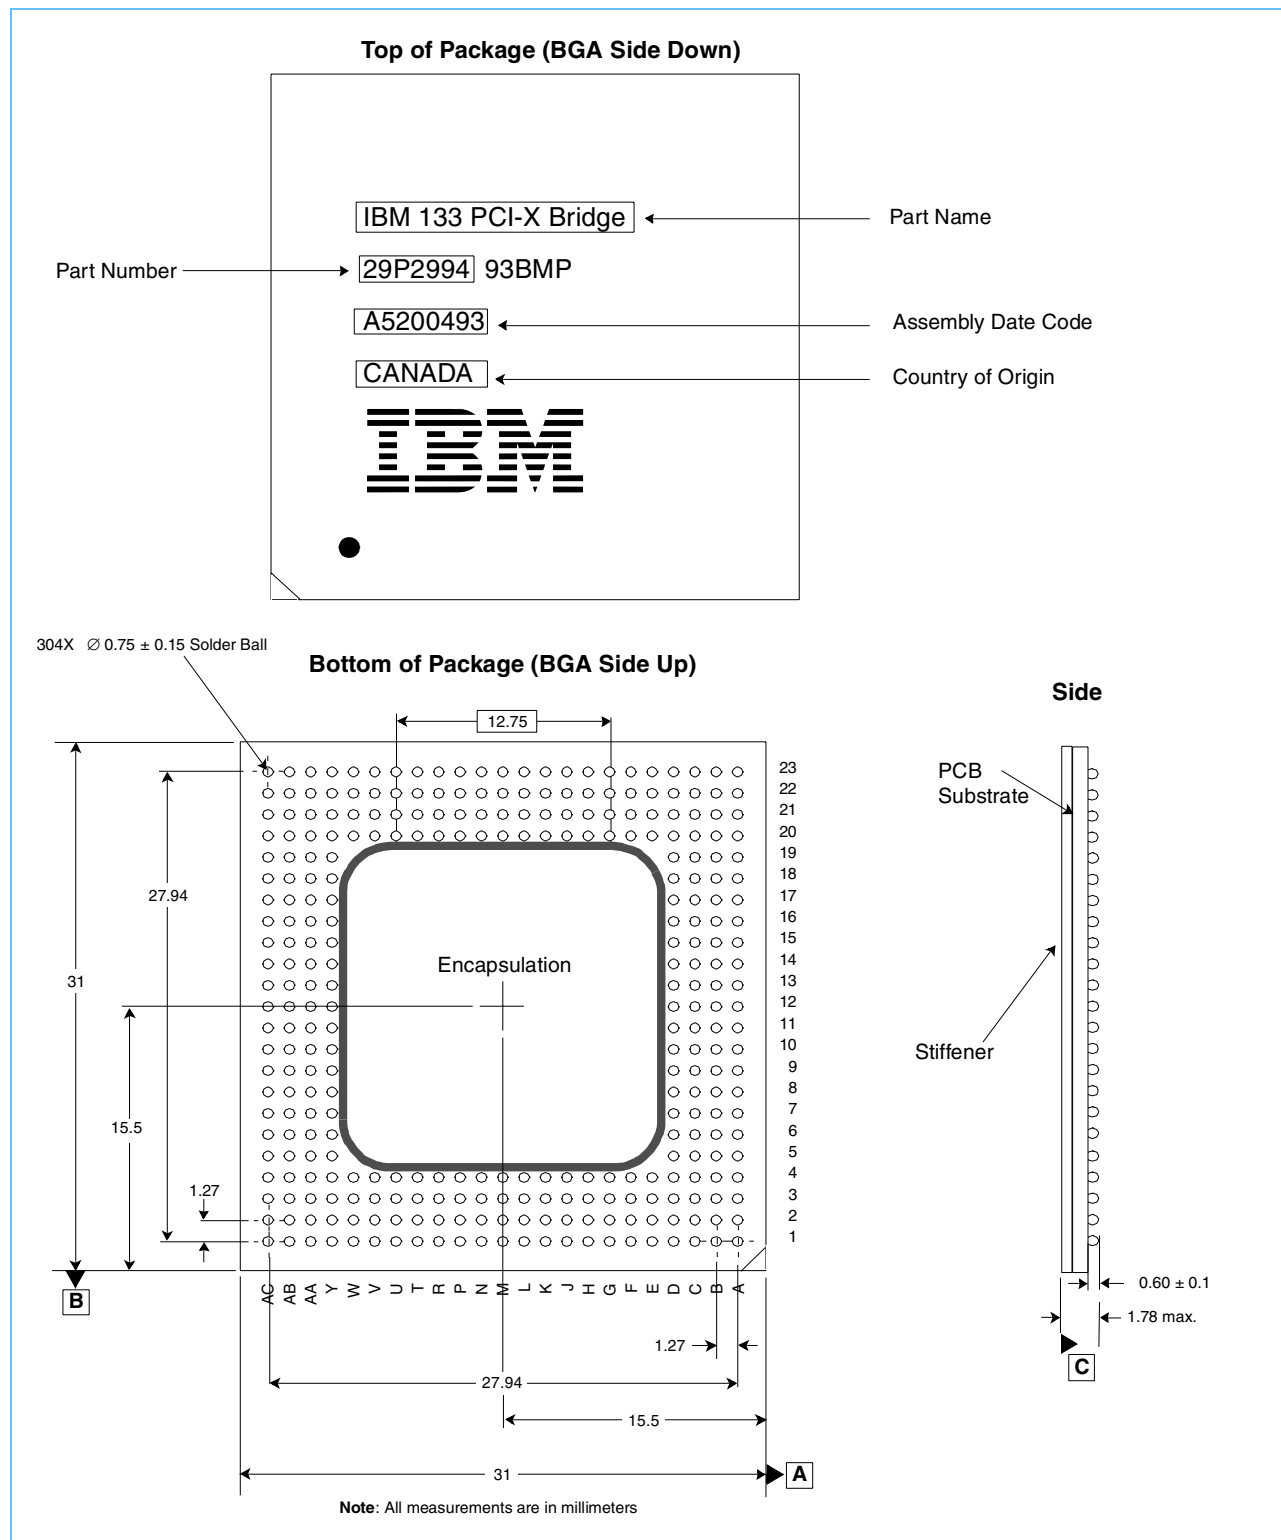 Top of Package (BGA Side Down)
IBM 133 PCI-X Bridge
Part Name
Part Number
29P2994 93BMP
A5200493
Assembly Date Code
CANADA
Country of Origin
IBM
304X ∅ 0.75 ± 0.15 Solder Ball
Bottom of Package (BGA Side Up)
Side
12.75
23
22
21
20
19
18
17
16
15
14
13
12
11
10
9
8
7
6
5
4
3
2
1
PCB
Substrate
27.94
31
Encapsulation
Stiffener
15.5
1.27
B
AC AB AA Y W V U T R P N M L K J H G F E D C B A
0.60 ± 0.1
1.78 max.
C
1.27
27.94
15.5
31
A
Note: All measurements are in millimeters